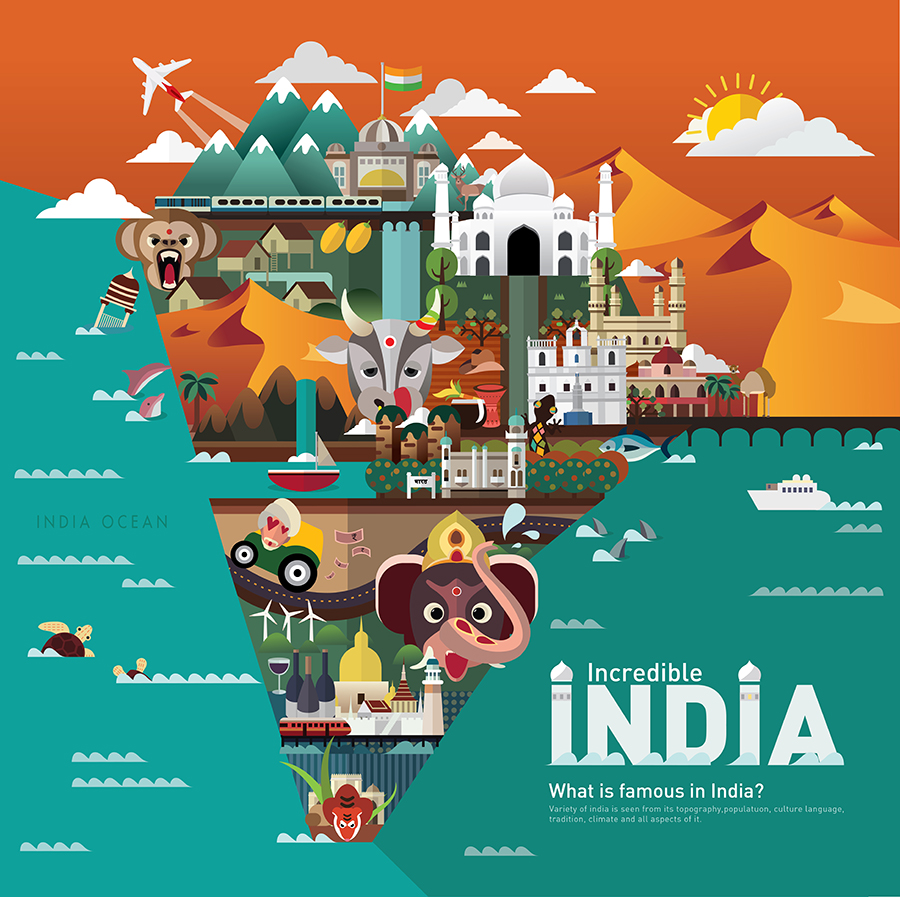 INDIA OCEAN
भारत
Incredible
INDIA
What is famous in India?
Variety of india is seen from its topography,populatuon, culture language,
tradition, climate and all aspects of it.